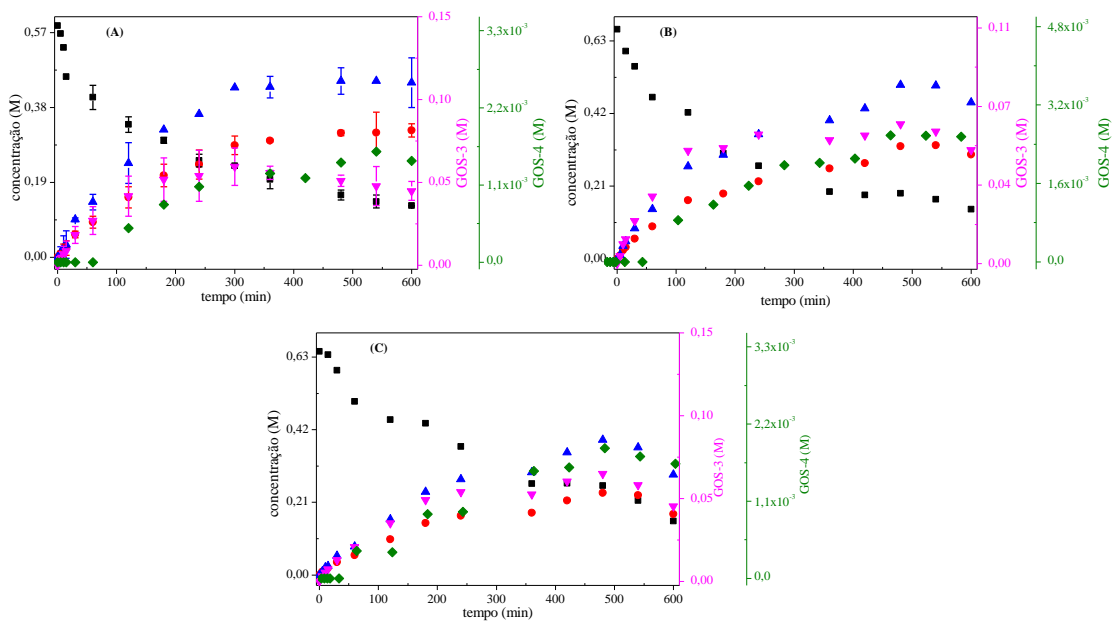 (A)
concentração (M)
0,57
0,38
0,19
0,00
0 100 200 300 400 500 600
tempo (min)
0,15
0,10
0,05
0,00
GOS-3 (M)
3,3x10⁻³
2,2x10⁻³
1,1x10⁻³
0,0
GOS-4 (M)
(B)
concentração (M)
0,63
0,42
0,21
0,00
0 100 200 300 400 500 600
tempo (min)
0,11
0,07
0,04
0,00
GOS-3 (M)
4,8x10⁻³
3,2x10⁻³
1,6x10⁻³
0,0
GOS-4 (M)
(C)
concentração (M)
0,63
0,42
0,21
0,00
0 100 200 300 400 500 600
tempo (min)
0,15
0,10
0,05
0,00
GOS-3 (M)
3,3x10⁻³
2,2x10⁻³
1,1x10⁻³
0,0
GOS-4 (M)